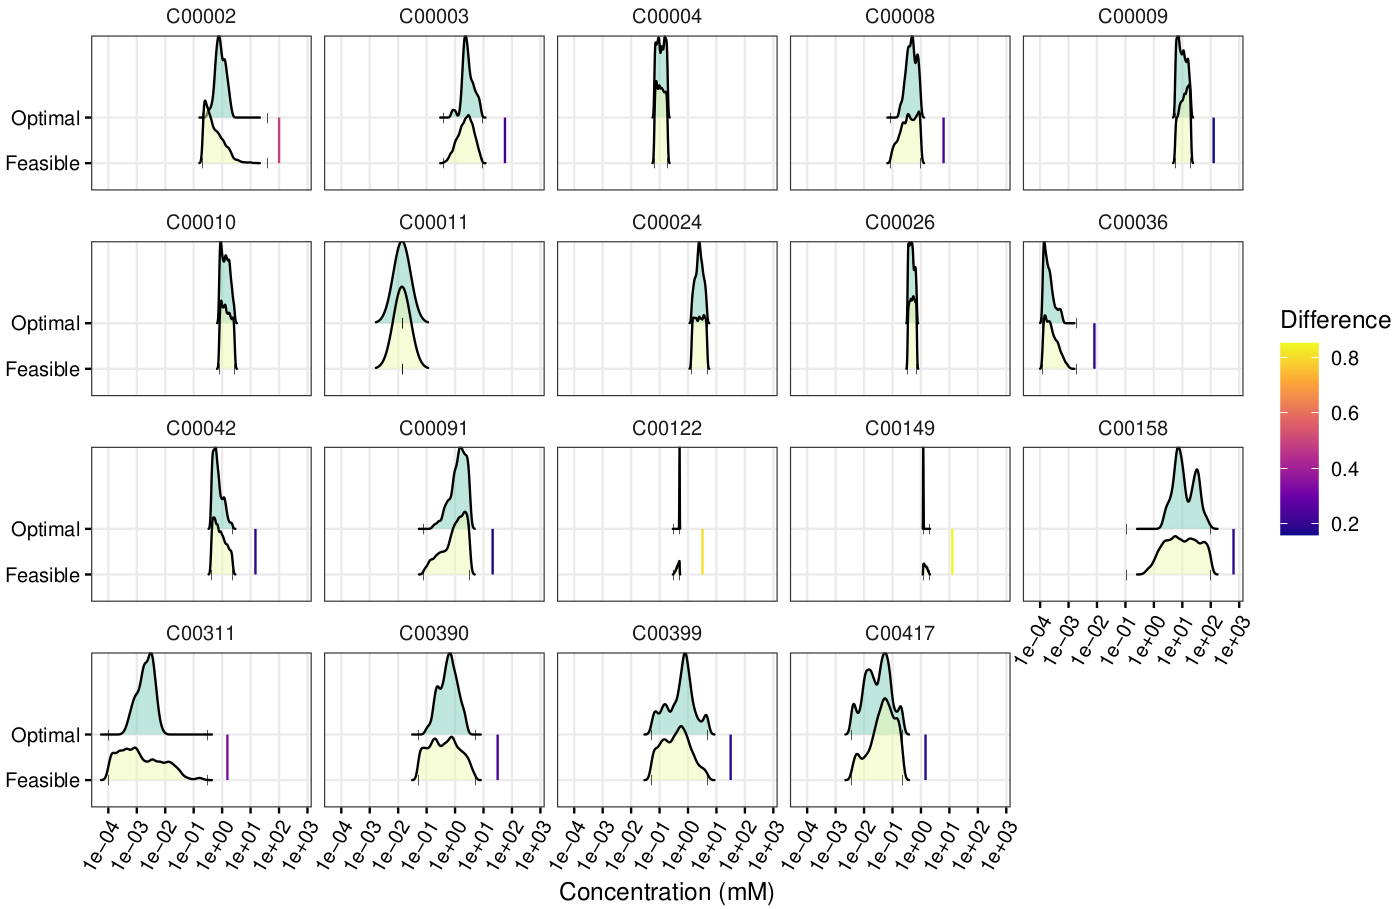 C00002 C00003 C00004 C00008 C00009
Optimal
Feasible
C00010 C00011 C00024 C00026 C00036
Optimal
Feasible
C00042 C00091 C00122 C00149 C00158
Optimal
Feasible
1e−04 1e−03 1e−02 1e−01 1e+00 1e+01 1e+02 1e+03
C00311 C00390 C00399 C00417
Optimal
Feasible
1e−04 1e−03 1e−02 1e−01 1e+00 1e+01 1e+02 1e+03 1e−04 1e−03 1e−02 1e−01 1e+00 1e+01 1e+02 1e+03 1e−04 1e−03 1e−02 1e−01 1e+00 1e+01 1e+02 1e+03 1e−04 1e−03 1e−02 1e−01 1e+00 1e+01 1e+02 1e+03
Concentration (mM)
Difference
0.8
0.6
0.4
0.2